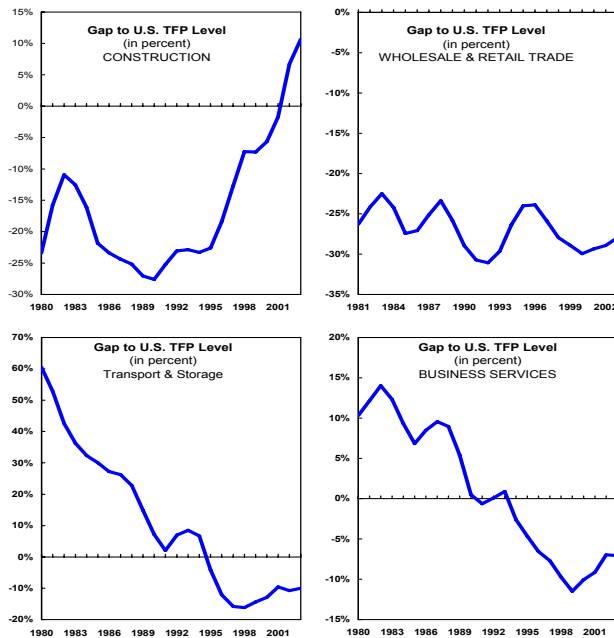 Gap to U.S. TFP Level
(in percent)
CONSTRUCTION
15%
10%
5%
0%
-5%
-10%
-15%
-20%
-25%
-30%
1980 1983 1986 1989 1992 1995 1998 2001
Gap to U.S. TFP Level
(in percent)
WHOLESALE & RETAIL TRADE
0%
-5%
-10%
-15%
-20%
-25%
-30%
-35%
1981 1984 1987 1990 1993 1996 1999 2002
Gap to U.S. TFP Level
(in percent)
Transport & Storage
70%
60%
50%
40%
30%
20%
10%
0%
-10%
-20%
1980 1983 1986 1989 1992 1995 1998 2001
Gap to U.S. TFP Level
(in percent)
BUSINESS SERVICES
20%
15%
10%
5%
0%
-5%
-10%
-15%
1980 1983 1986 1989 1992 1995 1998 2001